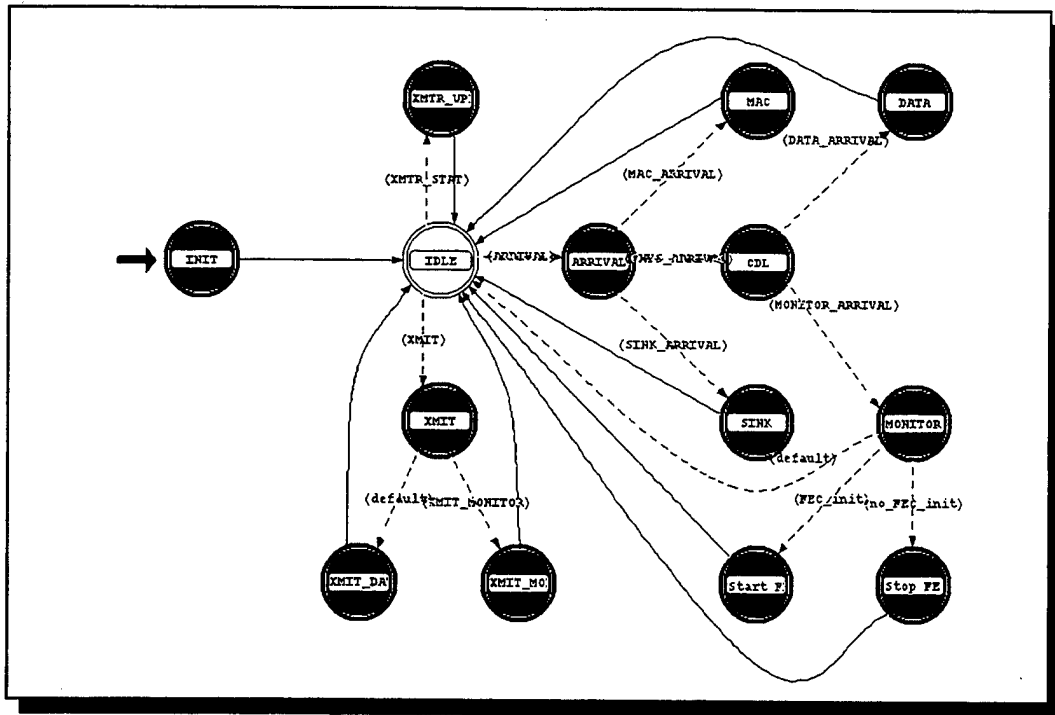 XMTR_UP
MAC
DATA
(DATA_ARRIVAL)
(MAC_ARRIVAL)
(XMTR_STAT)
INIT
IDLE
(ARRIVAL)
ARRIVAL
CDL
(MONITOR_ARRIVAL)
(XMIT)
(SINK_ARRIVAL)
XMIT
SINK
MONITOR
(default)
(default)
(XMIT_MONITOR)
(FEC_init)
(no_FEC_init)
XMIT_DA
XMIT_MO
Start F
Stop FE